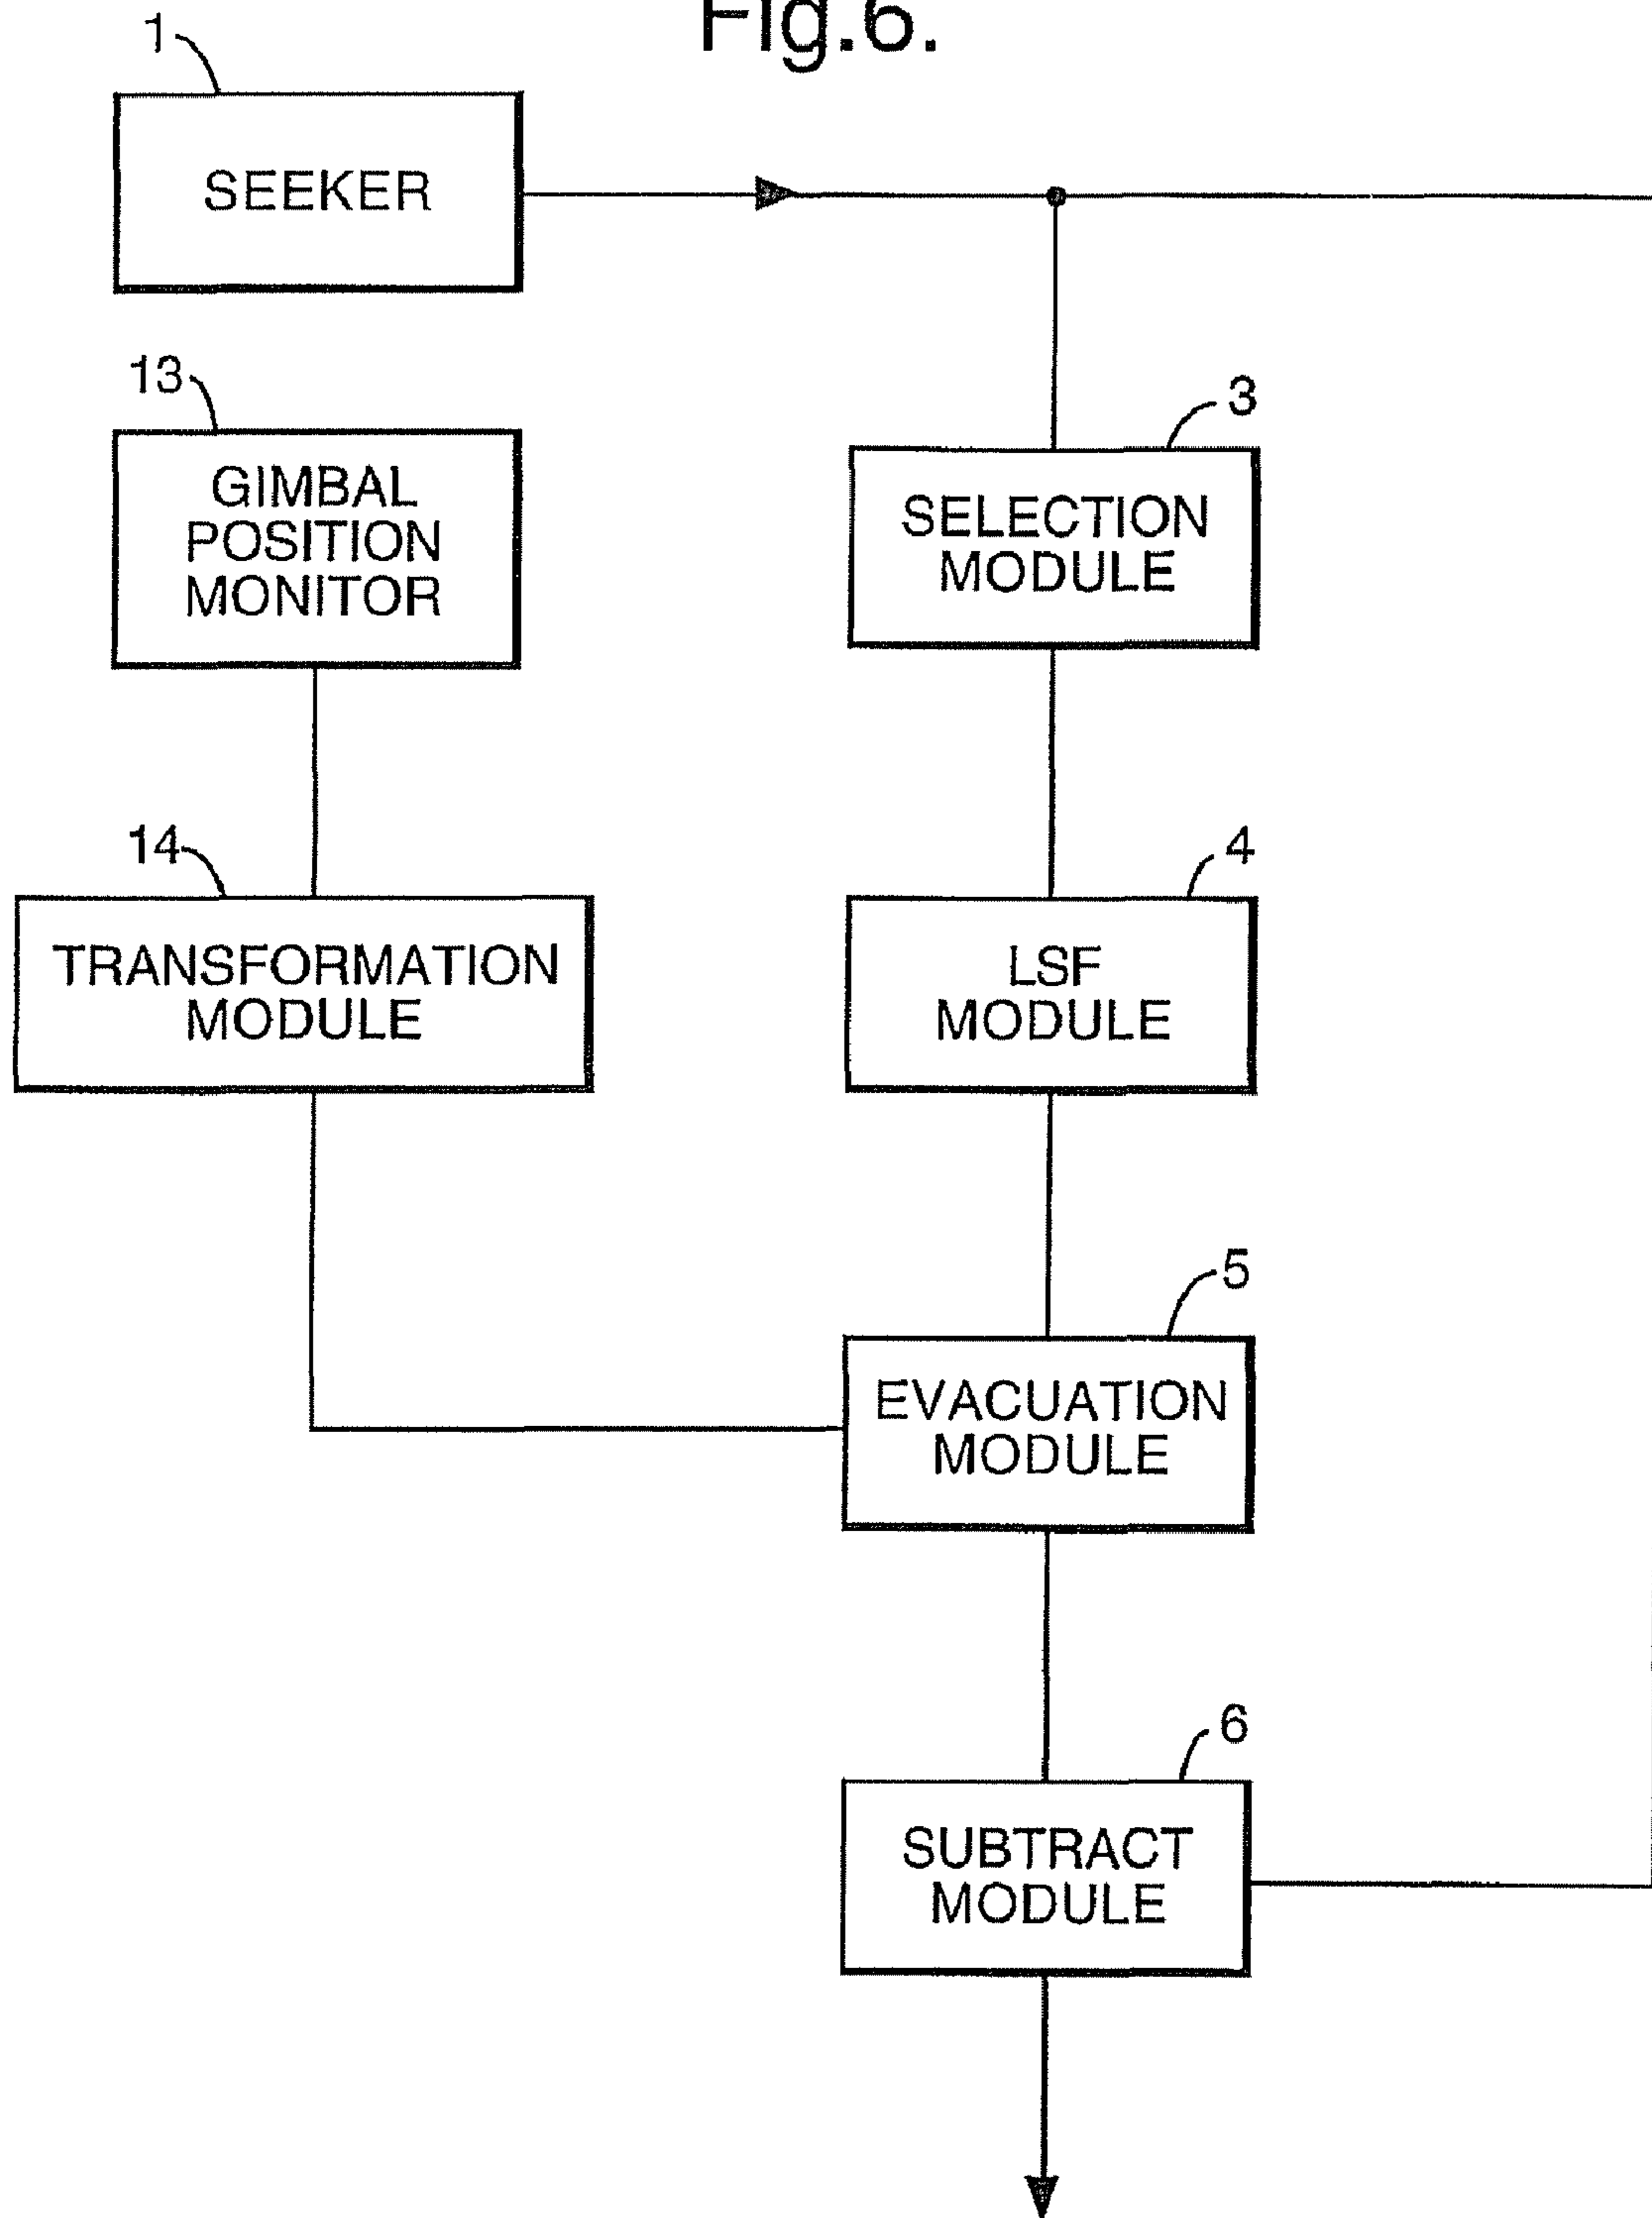 Fig.6.
1
SEEKER
13
GIMBAL
POSITION
MONITOR
3
SELECTION
MODULE
14
TRANSFORMATION
MODULE
4
LSF
MODULE
5
EVACUATION
MODULE
6
SUBTRACT
MODULE